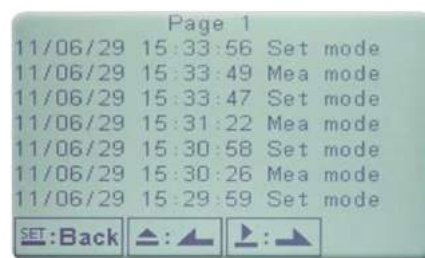 Page 1
11/06/29 15:33:56 Set mode
11/06/29 15:33:49 Mea mode
11/06/29 15:33:47 Set mode
11/06/29 15:31:22 Mea mode
11/06/29 15:30:58 Set mode
11/06/29 15:30:26 Mea mode
11/06/29 15:29:59 Set mode
SET:Back : :